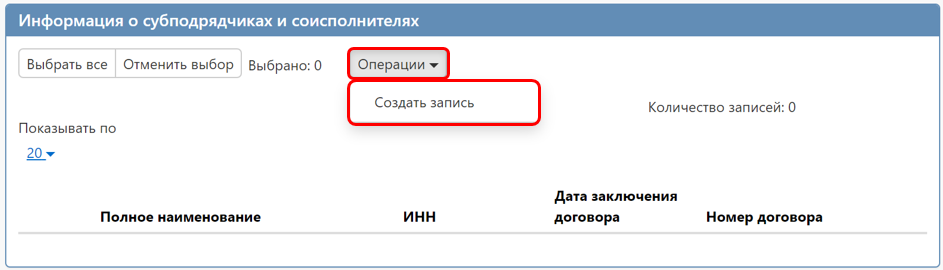 Информация о субподрядчиках и соисполнителях
Выбрать все Отменить выбор Выбрано: 0 Операции
Создать запись
Количество записей: 0
Показывать по
20
Полное наименование ИНН Дата заключения договора Номер договора